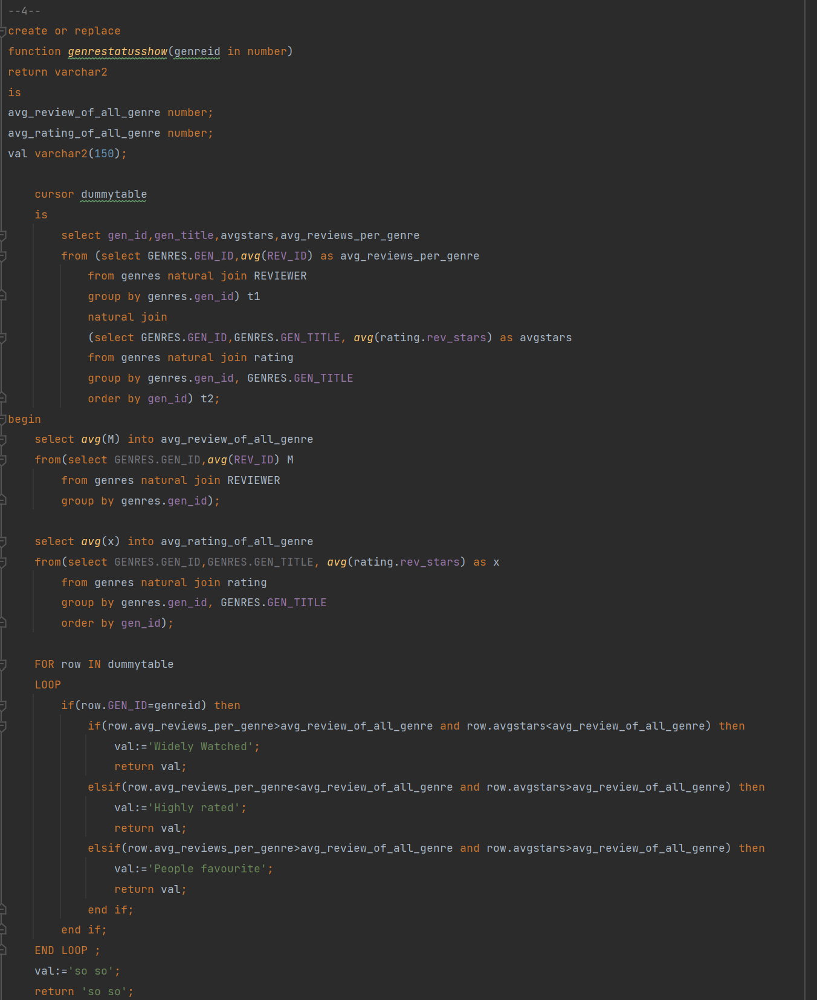 --4--
create or replace
function genrestatusshow(genreid in number)
return varchar2
is
avg_review_of_all_genre number;
avg_rating_of_all_genre number;
val varchar2(150);
cursor dummytable
is
select gen_id,gen_title,avgstars,avg_reviews_per_genre
from (select GENRES.GEN_ID,avg(REV_ID) as avg_reviews_per_genre
from genres natural join REVIEWER
group by genres.gen_id) t1
natural join
(select GENRES.GEN_ID,GENRES.GEN_TITLE, avg(rating.rev_stars) as avgstars
from genres natural join rating
group by genres.gen_id, GENRES.GEN_TITLE
order by gen_id) t2;
begin
select avg(M) into avg_review_of_all_genre
from(select GENRES.GEN_ID,avg(REV_ID) M
from genres natural join REVIEWER
group by genres.gen_id);
select avg(x) into avg_rating_of_all_genre
from(select GENRES.GEN_ID,GENRES.GEN_TITLE, avg(rating.rev_stars) as x
from genres natural join rating
group by genres.gen_id, GENRES.GEN_TITLE
order by gen_id);
FOR row IN dummytable
LOOP
if(row.GEN_ID=genreid) then
if(row.avg_reviews_per_genre>avg_review_of_all_genre and row.avgstars<avg_review_of_all_genre) then
val:='Widely Watched';
return val;
elsif(row.avg_reviews_per_genre<avg_review_of_all_genre and row.avgstars>avg_review_of_all_genre) then
val:='Highly rated';
return val;
elsif(row.avg_reviews_per_genre>avg_review_of_all_genre and row.avgstars>avg_review_of_all_genre) then
val:='People favourite';
return val;
end if;
end if;
END LOOP ;
val:='so so';
return 'so so';